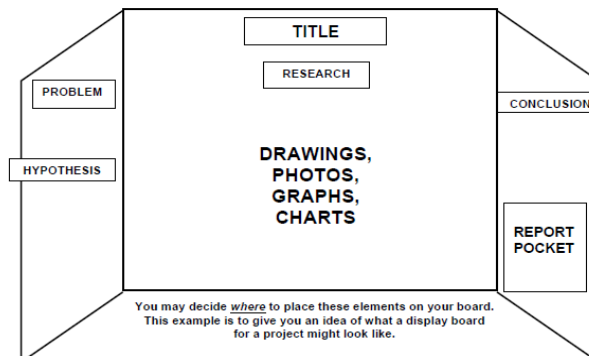 TITLE
RESEARCH
PROBLEM
HYPOTHESIS
DRAWINGS,
PHOTOS,
GRAPHS,
CHARTS
CONCLUSION
REPORT
POCKET
You may decide where to place these elements on your board.
This example is to give you an idea of what a display board
for a project might look like.